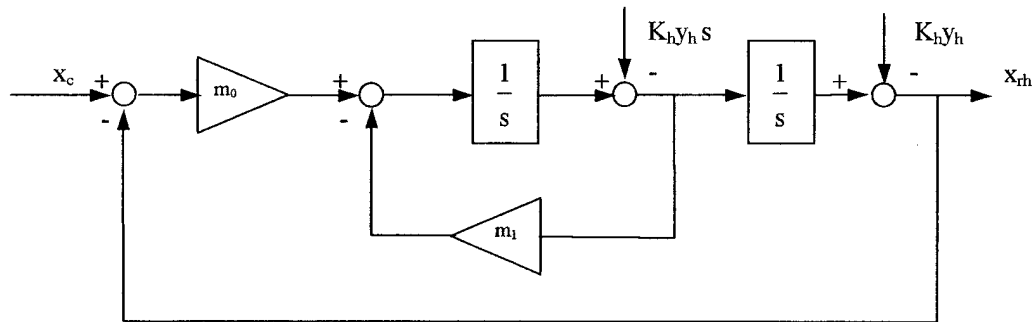 K_h y_h s
K_h y_h
x_c
+
-
m_0
+
-
1
s
+
-
1
s
+
-
x_rh
m_1